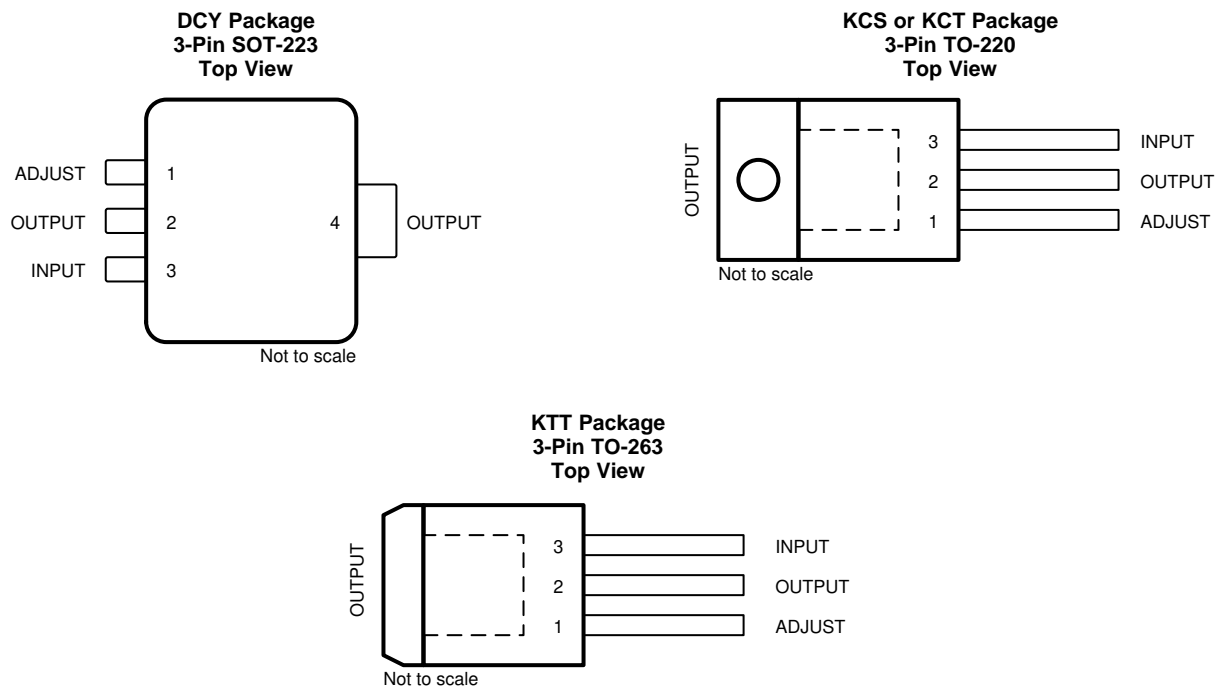 DCY Package
3-Pin SOT-223
Top View
ADJUST
1
OUTPUT
2
4
OUTPUT
INPUT
3
Not to scale
KCS or KCT Package
3-Pin TO-220
Top View
OUTPUT
3
INPUT
2
OUTPUT
1
ADJUST
Not to scale
KTT Package
3-Pin TO-263
Top View
OUTPUT
3
INPUT
2
OUTPUT
1
ADJUST
Not to scale